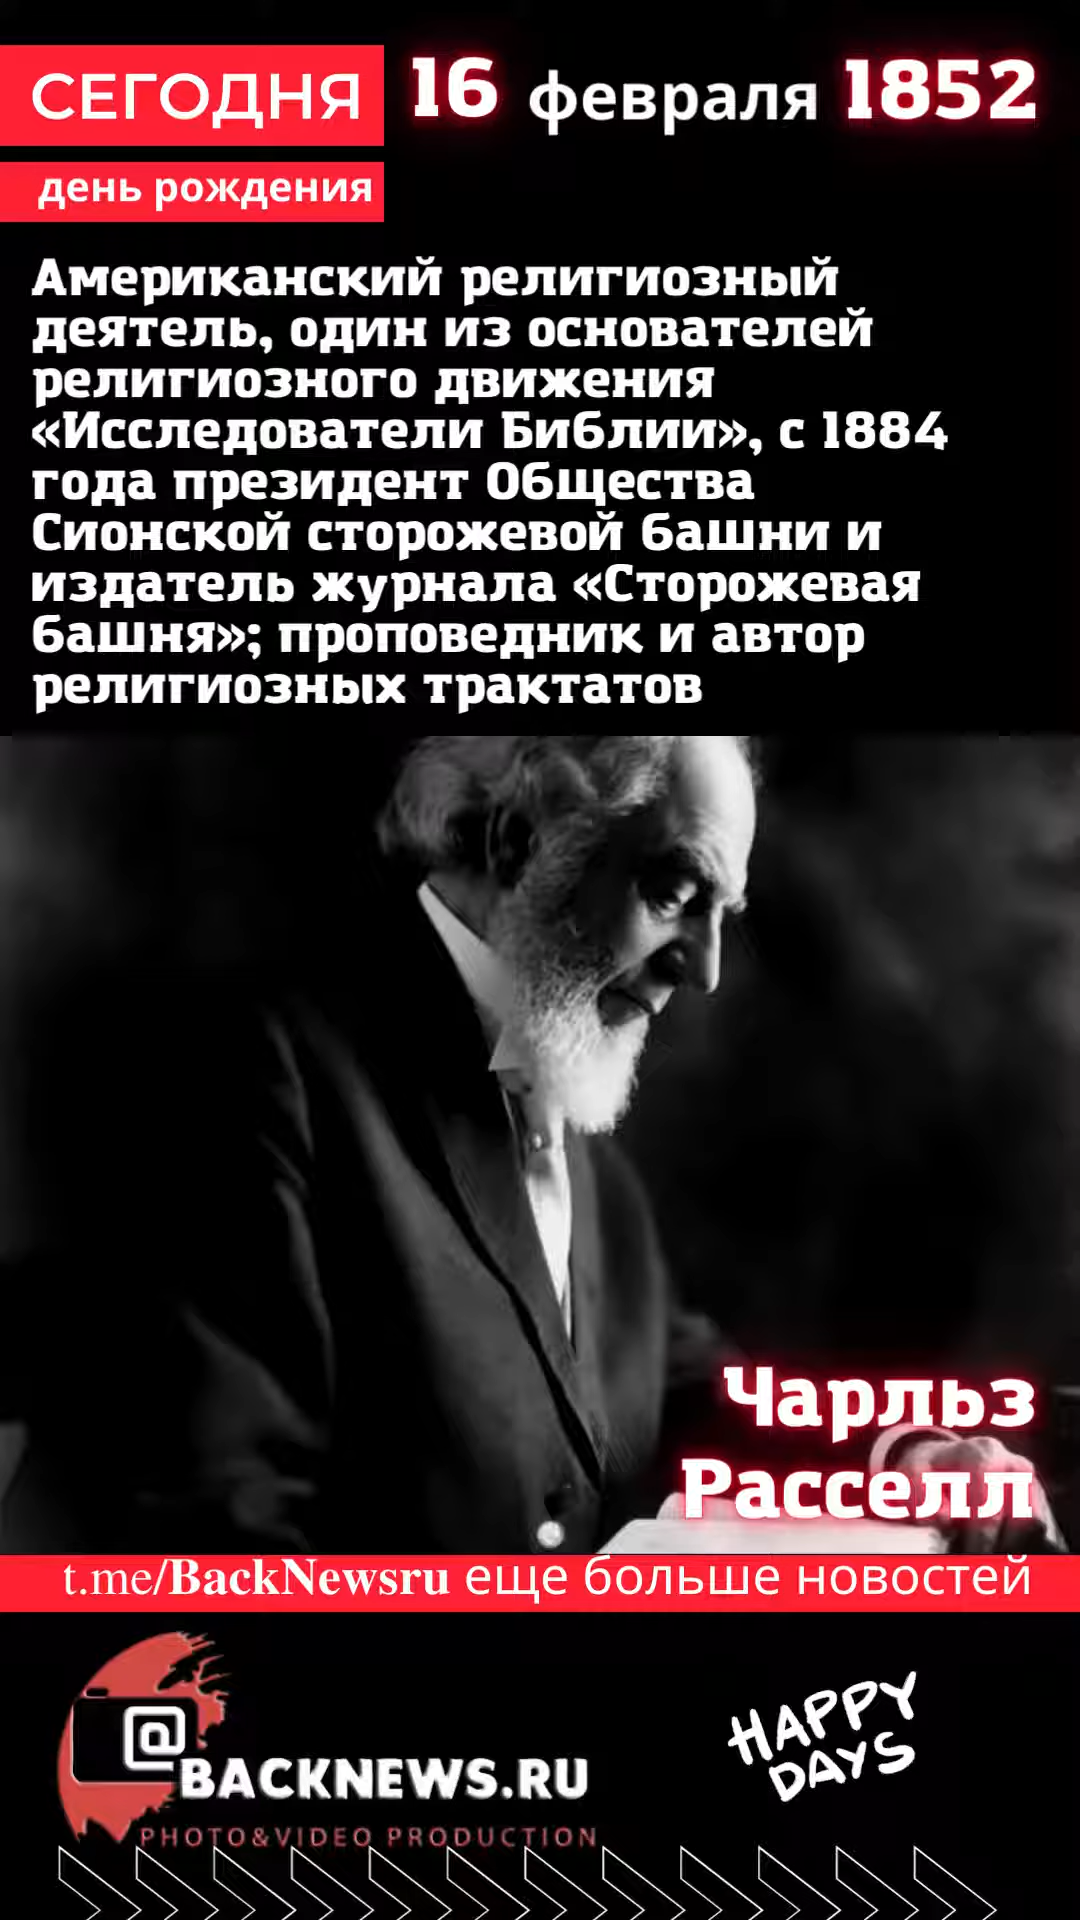 СЕГОДНЯ 16 февраля 1852
день рождения
Американский религиозный
деятель, один из основателей
религиозного движения
«Исследователи Библии», с 1884
года президент Общества
Сионской сторожевой башни и
издатель журнала «Сторожевая
башня»; проповедник и автор
религиозных трактатов
Чарльз
Расселл
t.me/BackNewsru еще больше новостей
@
BACKNEWS.RU
PHOTO&VIDEO PRODUCTION
HAPPY
DAYS